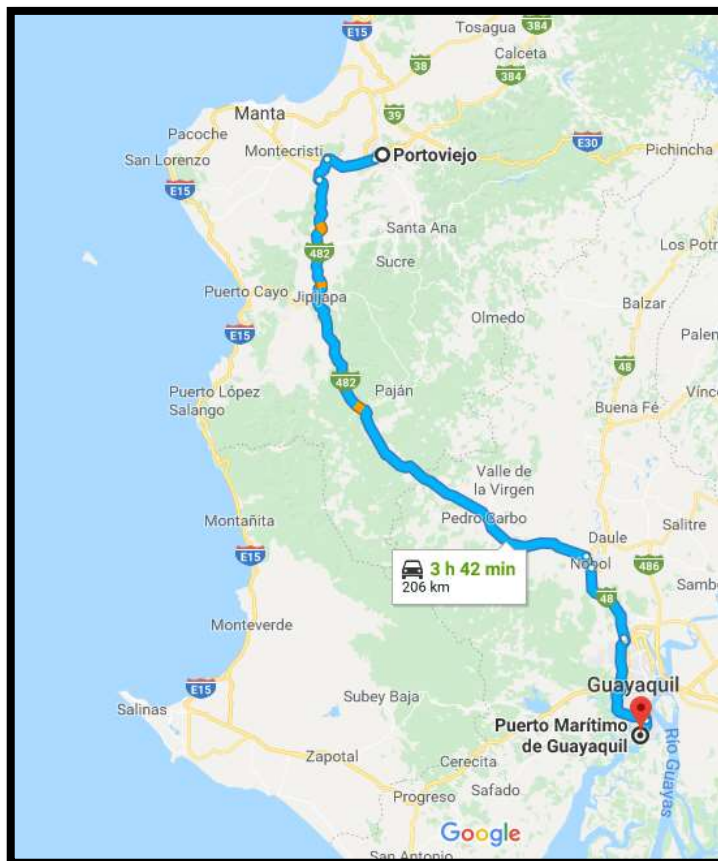 E15
Tosagua
384
Calceta
38
384
Manta
39
Pacoche
Montecristi
Portoviejo
E30
San Lorenzo
Pichincha
E15
Santa Ana
482
Sucre
Los Potr
Puerto Cayo
Jipijapa
Balzar
Olmedo
E15
Palen
48
482
Paján
Puerto López
Salango
Vínc
Buena Fé
Valle de
la Virgen
Pedro Carbo
Montañita
Salitre
Daule
E15
3 h 42 min
206 km
Nobol
486
Sambo
48
Monteverde
E15
Guayaquil
Salinas
Subey Baja
Puerto Marítimo
de Guayaquil
Río Guayas
Zapotal
Cerecita
Safado
Progreso
Google
San Antonio